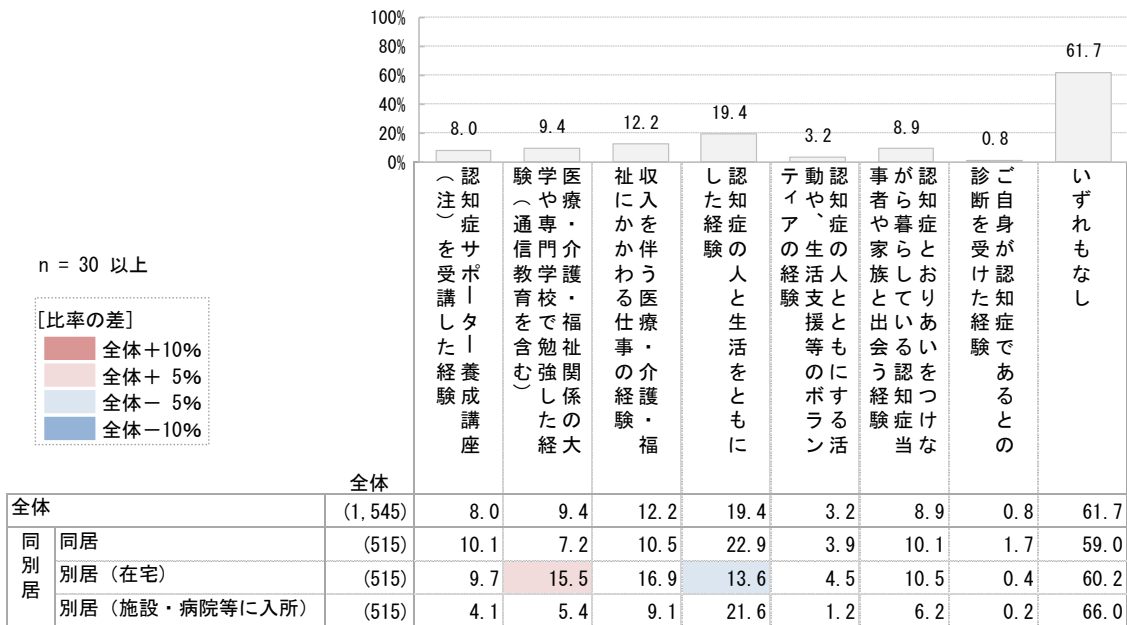 100%
80%
60%
40%
20%
0%
8.0
9.4
12.2
19.4
3.2
8.9
0.8
61.7
認知症サポーター養成講座
（注）を受講した経験
医療・介護・福祉関係の大
学や専門学校で勉強した経
験（通信教育を含む）
収入を伴う医療・介護・福
祉にかかわる仕事の経験
認知症の人と生活をともに
した経験
認知症の人とともにする活
動や、生活支援等のボラン
ティアの経験
認知症とおりあいをつけな
がら暮らしている認知症当
事者や家族と出会う経験
ご自身が認知症であるとの
診断を受けた経験
いずれもなし
n = 30 以上
[比率の差]
全体＋10%
全体＋ 5%
全体－ 5%
全体－10%
全体
全体 (1,545) 8.0 9.4 12.2 19.4 3.2 8.9 0.8 61.7
同別居
同居 (515) 10.1 7.2 10.5 22.9 3.9 10.1 1.7 59.0
別居（在宅） (515) 9.7 15.5 16.9 13.6 4.5 10.5 0.4 60.2
別居（施設・病院等に入所） (515) 4.1 5.4 9.1 21.6 1.2 6.2 0.2 66.0